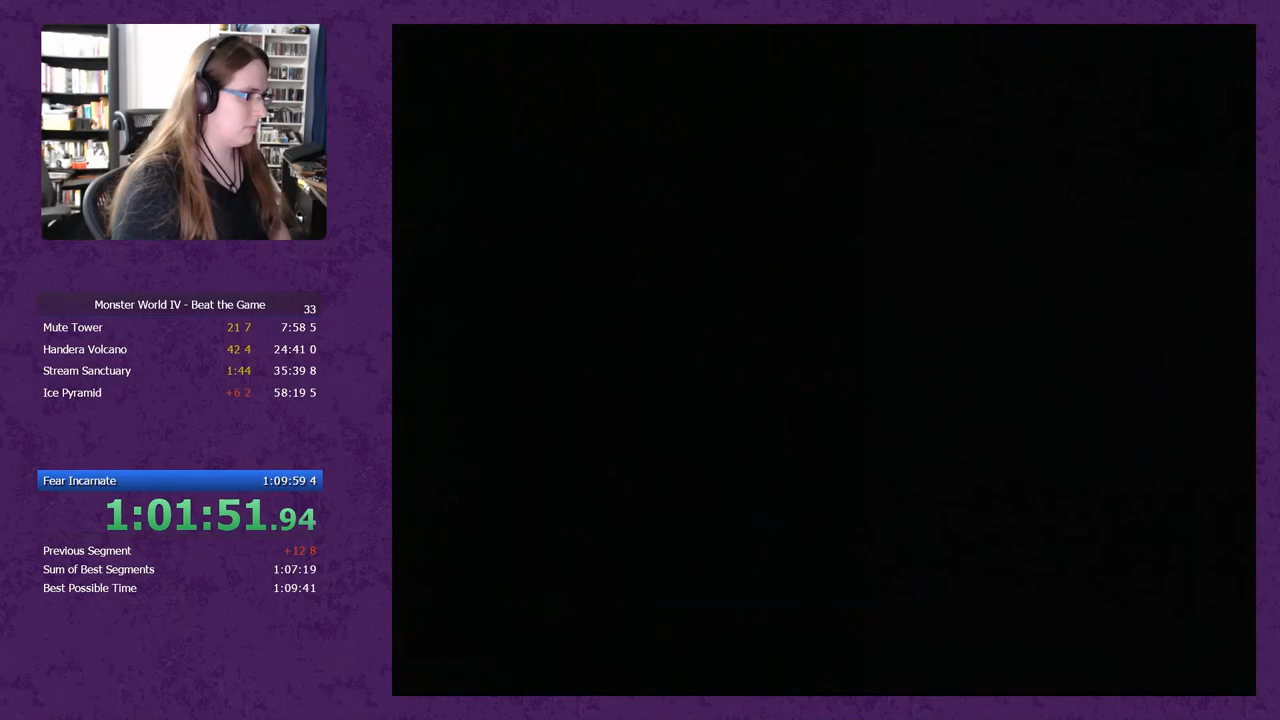 Monster World IV - Beat the Game 33
Mute Tower 21 7 7:58 5
Handera Volcano 42 4 24:41 0
Stream Sanctuary 1:44 35:39 8
Ice Pyramid +6 2 58:19 5
Fear Incarnate 1:09:59 4
1:01:51.94
Previous Segment +12 8
Sum of Best Segments 1:07:19
Best Possible Time 1:09:41